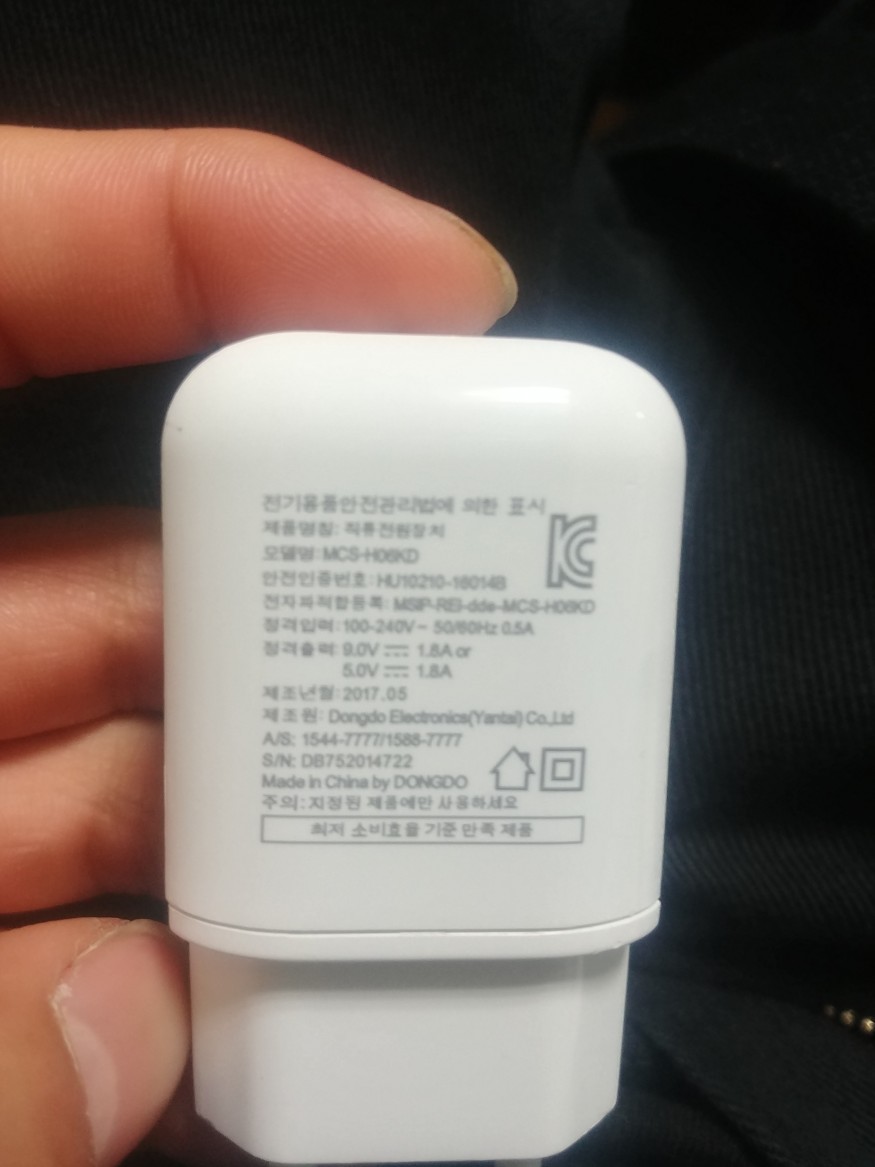 전기용품안전관리법에 의한 표시
제품명칭: 직류전원장치
모델명: MCS-H06KD
안전인증번호: HU10210-16014B
전자파적합등록: MSIP-REI-dde-MCS-H06KD
정격입력: 100-240V~ 50/60Hz 0.5A
정격출력: 9.0V ⎓ 1.8A or
5.0V ⎓ 1.8A
제조년월: 2017.05
제조원: Dongdo Electronics(Yantai) Co.,Ltd
A/S: 1544-7777/1588-7777
S/N: DB752014722
Made in China by DONGDO
주의: 지정된 제품에만 사용하세요
최저 소비효율 기준 만족 제품